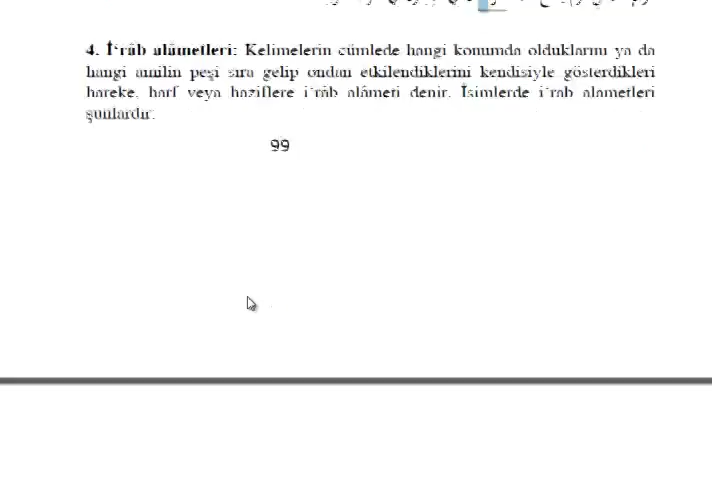 4. İ‘râb alâmetleri: Kelimelerin cümlede hangi konumda olduklarını ya da
hangi amilin peşi sıra gelip ondan etkilendiklerini kendisiyle gösterdikleri
hareke, harf veya haziflere i‘râb alâmeti denir. İsimlerde i‘rab alametleri
şunlardır:
99